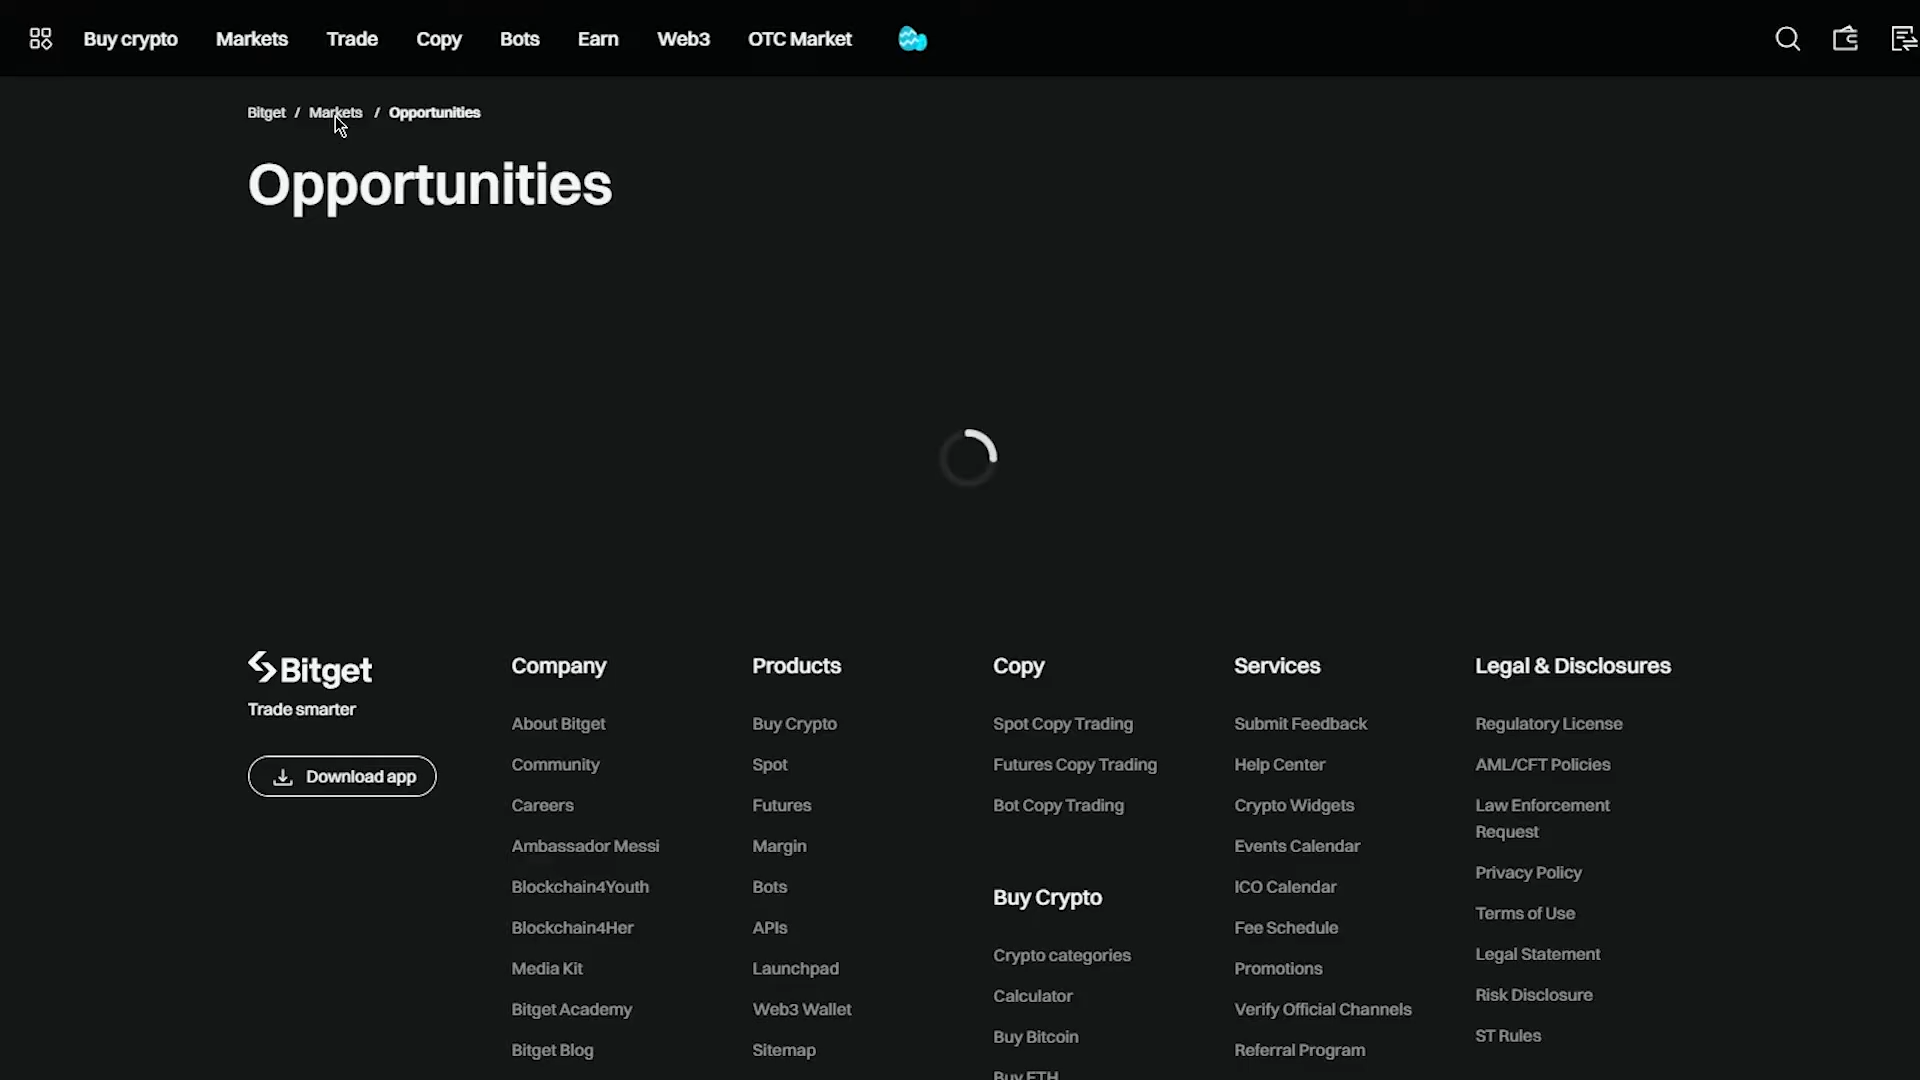 Buy crypto Markets Trade Copy Bots Earn Web3 OTC Market
Bitget / Markets / Opportunities
Opportunities
Bitget
Trade smarter
Download app
Company
About Bitget
Community
Careers
Ambassador Messi
Blockchain4Youth
Blockchain4Her
Media Kit
Bitget Academy
Bitget Blog
Products
Buy Crypto
Spot
Futures
Margin
Bots
APIs
Launchpad
Web3 Wallet
Sitemap
Copy
Spot Copy Trading
Futures Copy Trading
Bot Copy Trading
Buy Crypto
Crypto categories
Calculator
Buy Bitcoin
Buy ETH
Services
Submit Feedback
Help Center
Crypto Widgets
Events Calendar
ICO Calendar
Fee Schedule
Promotions
Verify Official Channels
Referral Program
Legal & Disclosures
Regulatory License
AML/CFT Policies
Law Enforcement
Request
Privacy Policy
Terms of Use
Legal Statement
Risk Disclosure
ST Rules